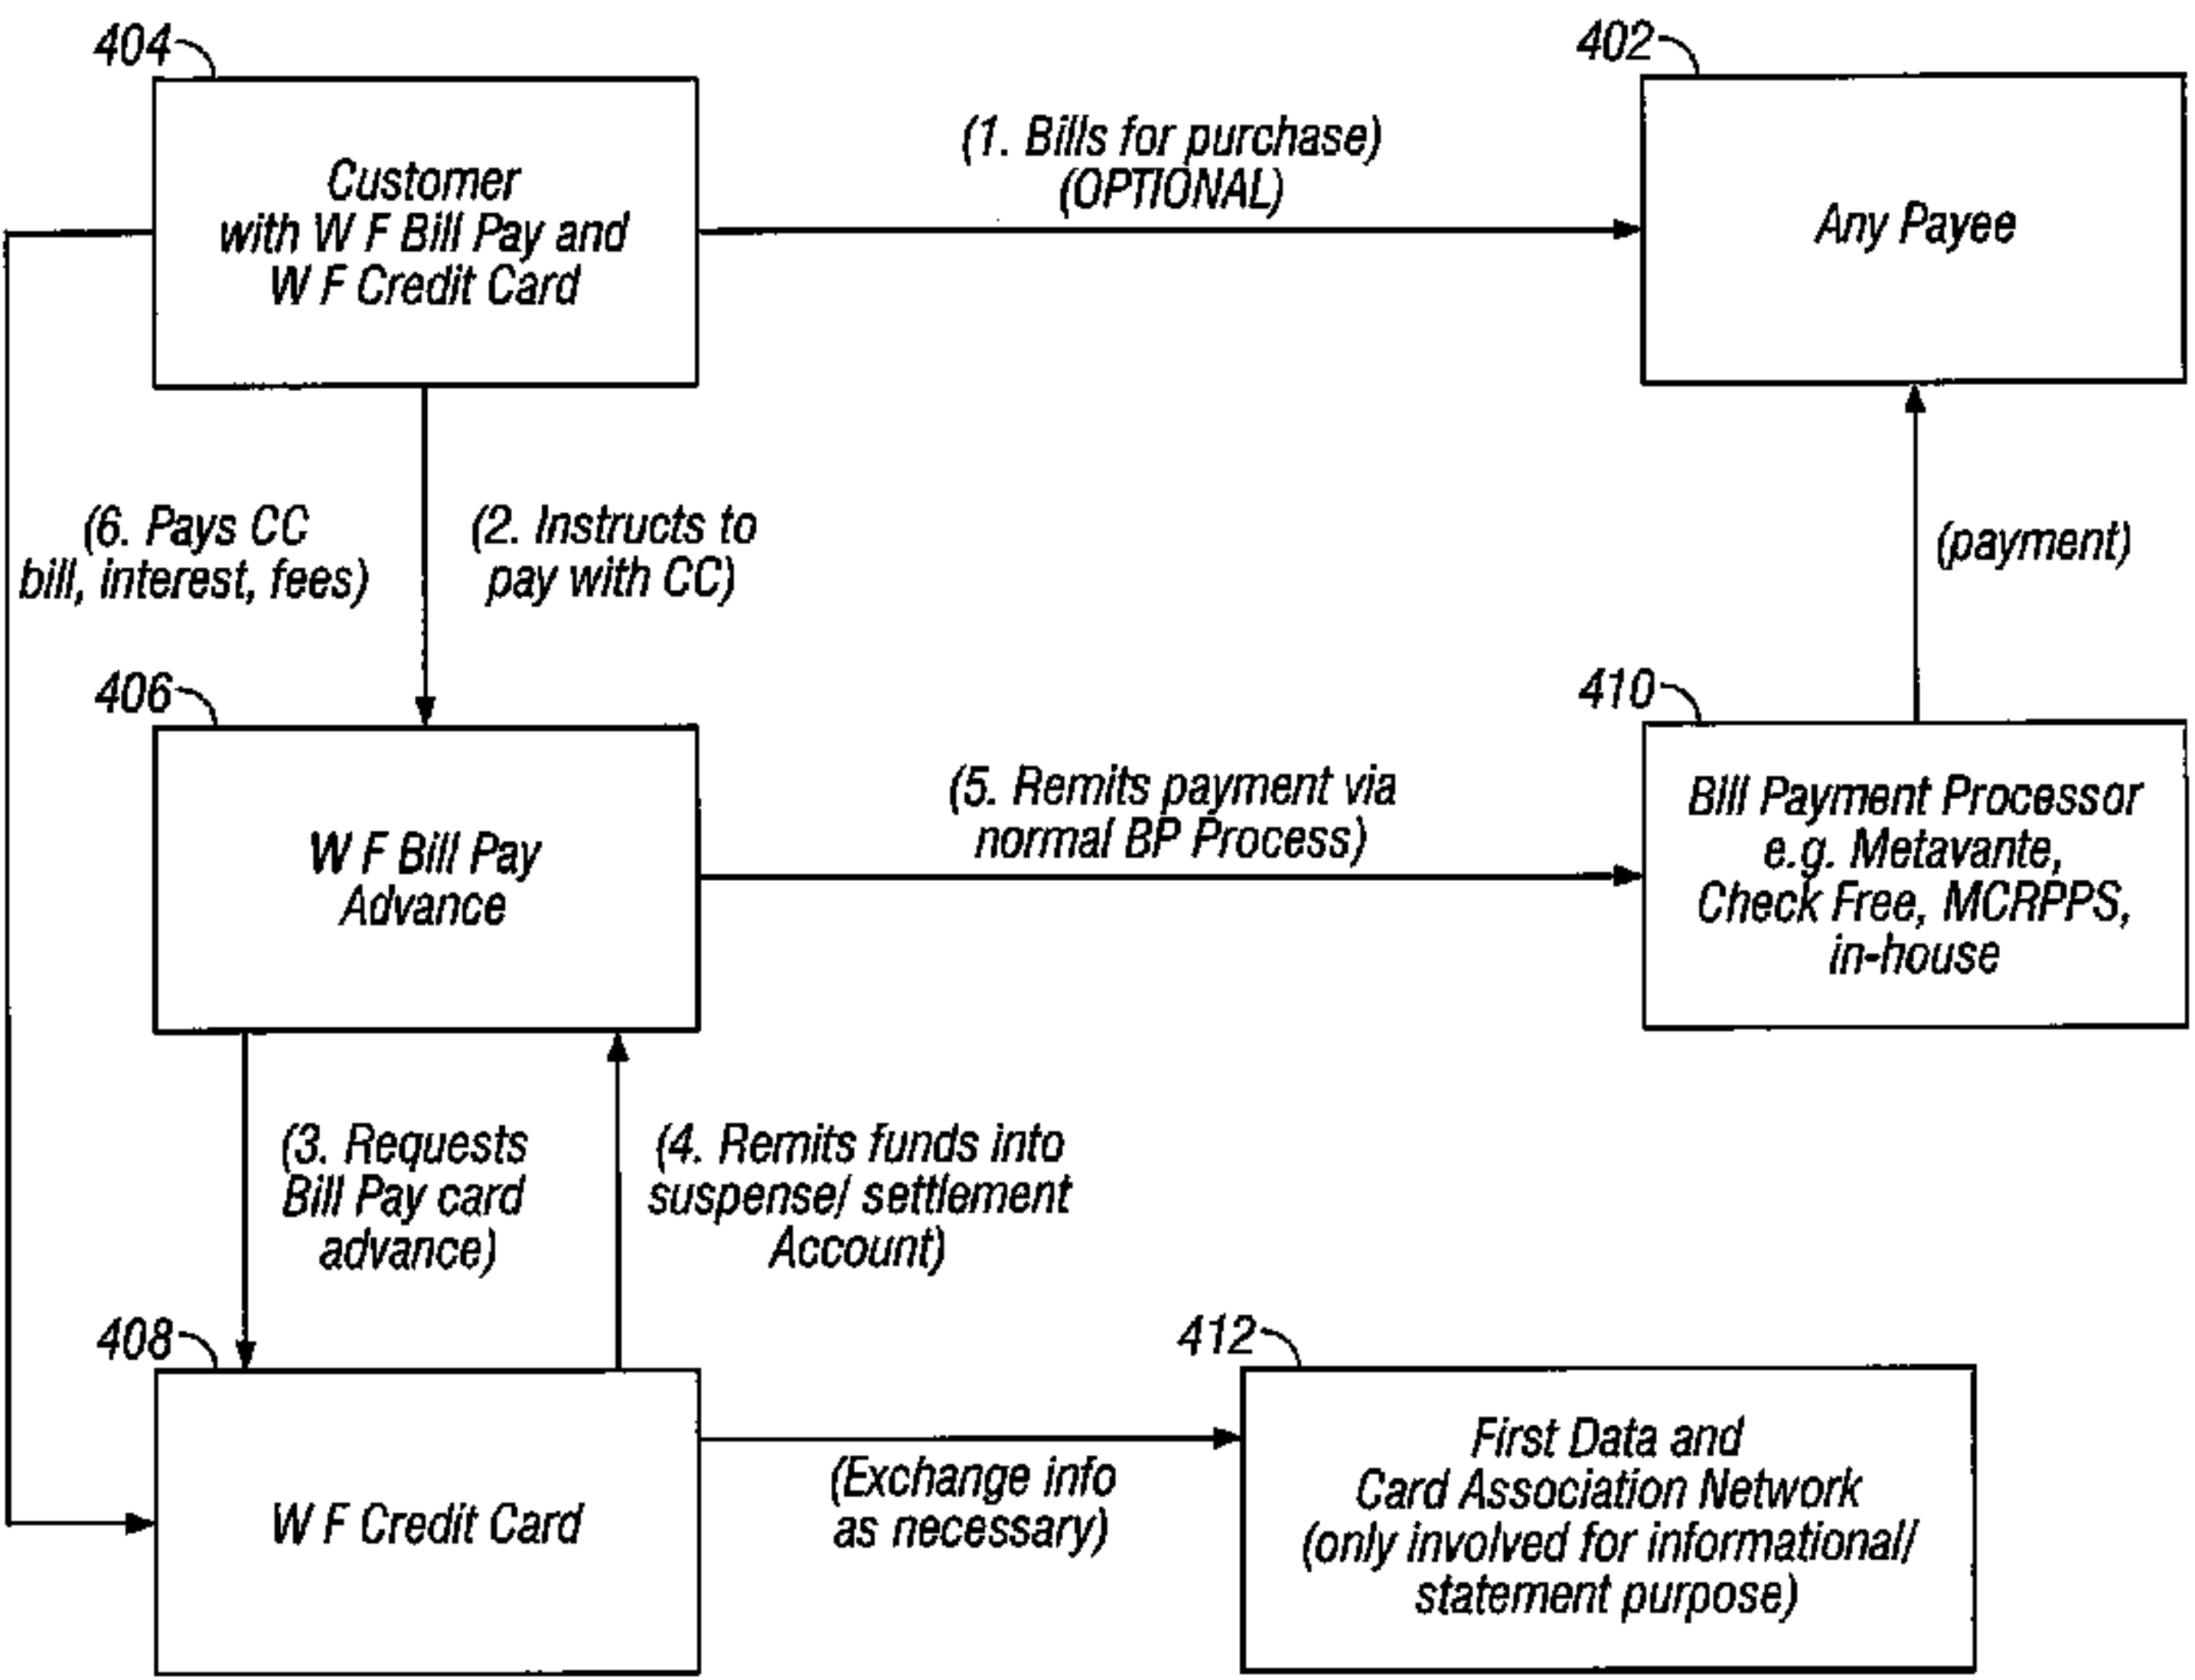 404
402
Customer
with W F Bill Pay and
W F Credit Card
(1. Bills for purchase)
(OPTIONAL)
Any Payee
(6. Pays CC
bill, interest, fees)
(2. Instructs to
pay with CC)
(payment)
406
410
W F Bill Pay
Advance
(5. Remits payment via
normal BP Process)
Bill Payment Processor
e.g. Metavante,
Check Free, MCRPPS,
in-house
(3. Requests
Bill Pay card
advance)
(4. Remits funds into
suspense/ settlement
Account)
408
412
W F Credit Card
(Exchange info
as necessary)
First Data and
Card Association Network
(only involved for informational/
statement purpose)